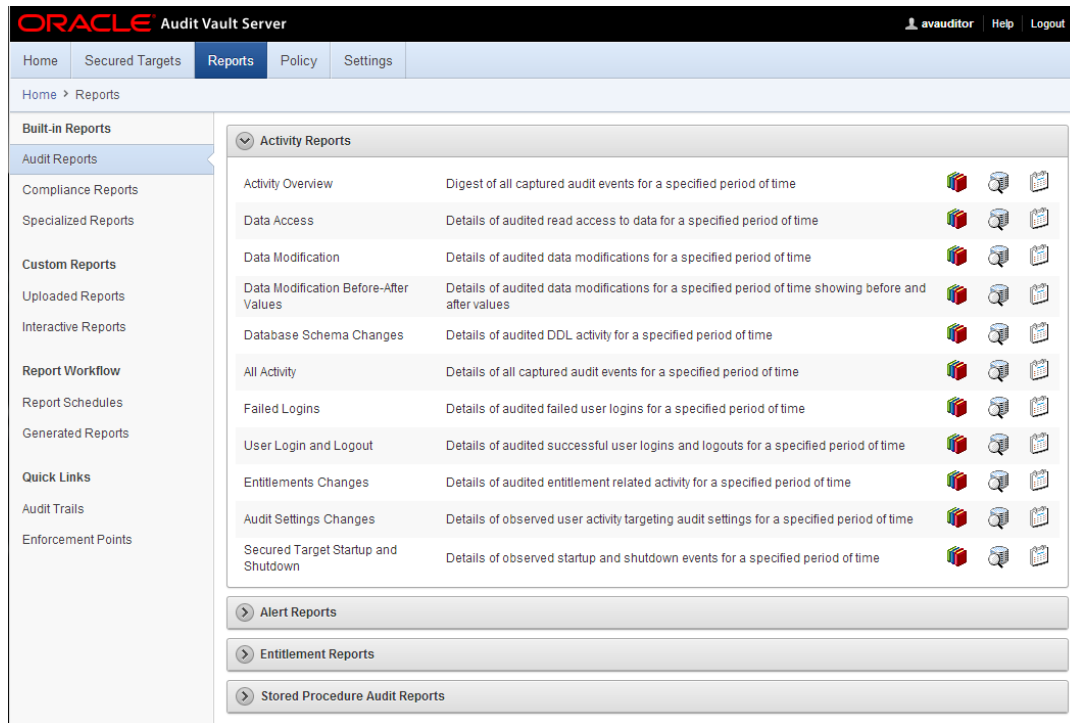 ORACLE Audit Vault Server
avauditor Help Logout
Home Secured Targets Reports Policy Settings
Home > Reports
Built-in Reports
Audit Reports
Compliance Reports
Specialized Reports
Custom Reports
Uploaded Reports
Interactive Reports
Report Workflow
Report Schedules
Generated Reports
Quick Links
Audit Trails
Enforcement Points
Activity Reports
Activity Overview Digest of all captured audit events for a specified period of time
Data Access Details of audited read access to data for a specified period of time
Data Modification Details of audited data modifications for a specified period of time
Data Modification Before-After Details of audited data modifications for a specified period of time showing before and
Values after values
Database Schema Changes Details of audited DDL activity for a specified period of time
All Activity Details of all captured audit events for a specified period of time
Failed Logins Details of audited failed user logins for a specified period of time
User Login and Logout Details of audited successful user logins and logouts for a specified period of time
Entitlements Changes Details of audited entitlement related activity for a specified period of time
Audit Settings Changes Details of observed user activity targeting audit settings for a specified period of time
Secured Target Startup and
Shutdown Details of observed startup and shutdown events for a specified period of time
Alert Reports
Entitlement Reports
Stored Procedure Audit Reports